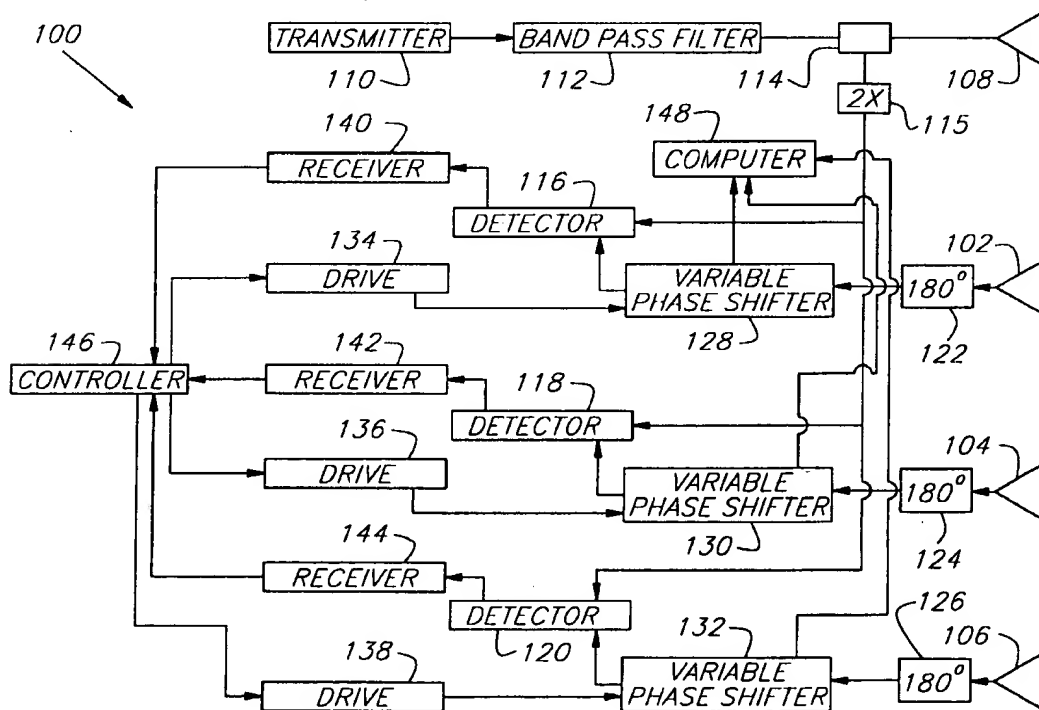 100
TRANSMITTER
BAND PASS FILTER
110
112
114
108
2X
115
140
148
RECEIVER
COMPUTER
116
DETECTOR
134
102
DRIVE
VARIABLE
PHASE SHIFTER
180°
128
122
146
142
CONTROLLER
RECEIVER
118
DETECTOR
136
104
DRIVE
VARIABLE
PHASE SHIFTER
180°
130
124
144
RECEIVER
DETECTOR
120
132
126
106
138
VARIABLE
PHASE SHIFTER
180°
DRIVE